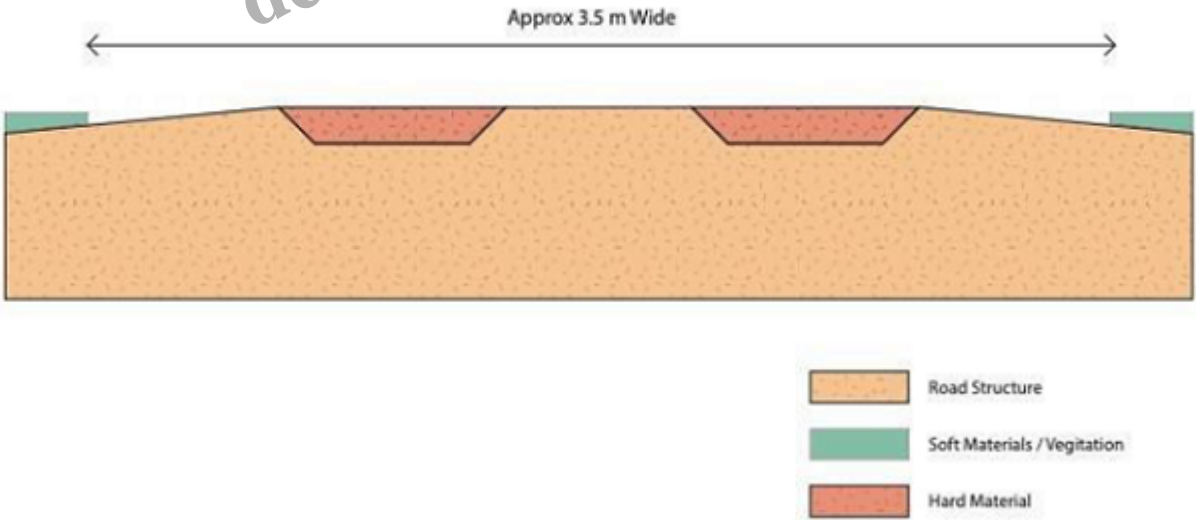 Approx 3.5 m Wide
Road Structure
Soft Materials / Vegitation
Hard Material